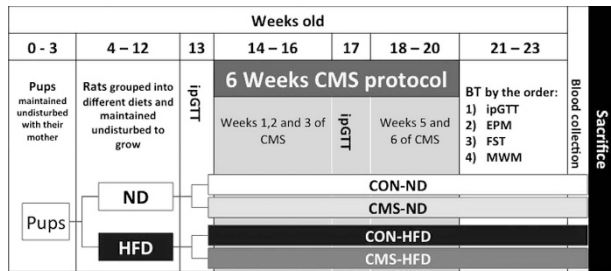 Weeks old
0 - 3
4 – 12
13
14 – 16
17
18 – 20
21 – 23
Pups
maintained
undisturbed
with their
mother
Rats grouped into
different diets and
maintained
undisturbed to
grow
ipGTT
6 Weeks CMS protocol
Weeks 1,2 and 3 of
CMS
ipGTT
Weeks 5 and
6 of CMS
BT by the order:
1) ipGTT
2) EPM
3) FST
4) MWM
Blood collection
Sacrifice
Pups
ND
HFD
CON-ND
CMS-ND
CON-HFD
CMS-HFD